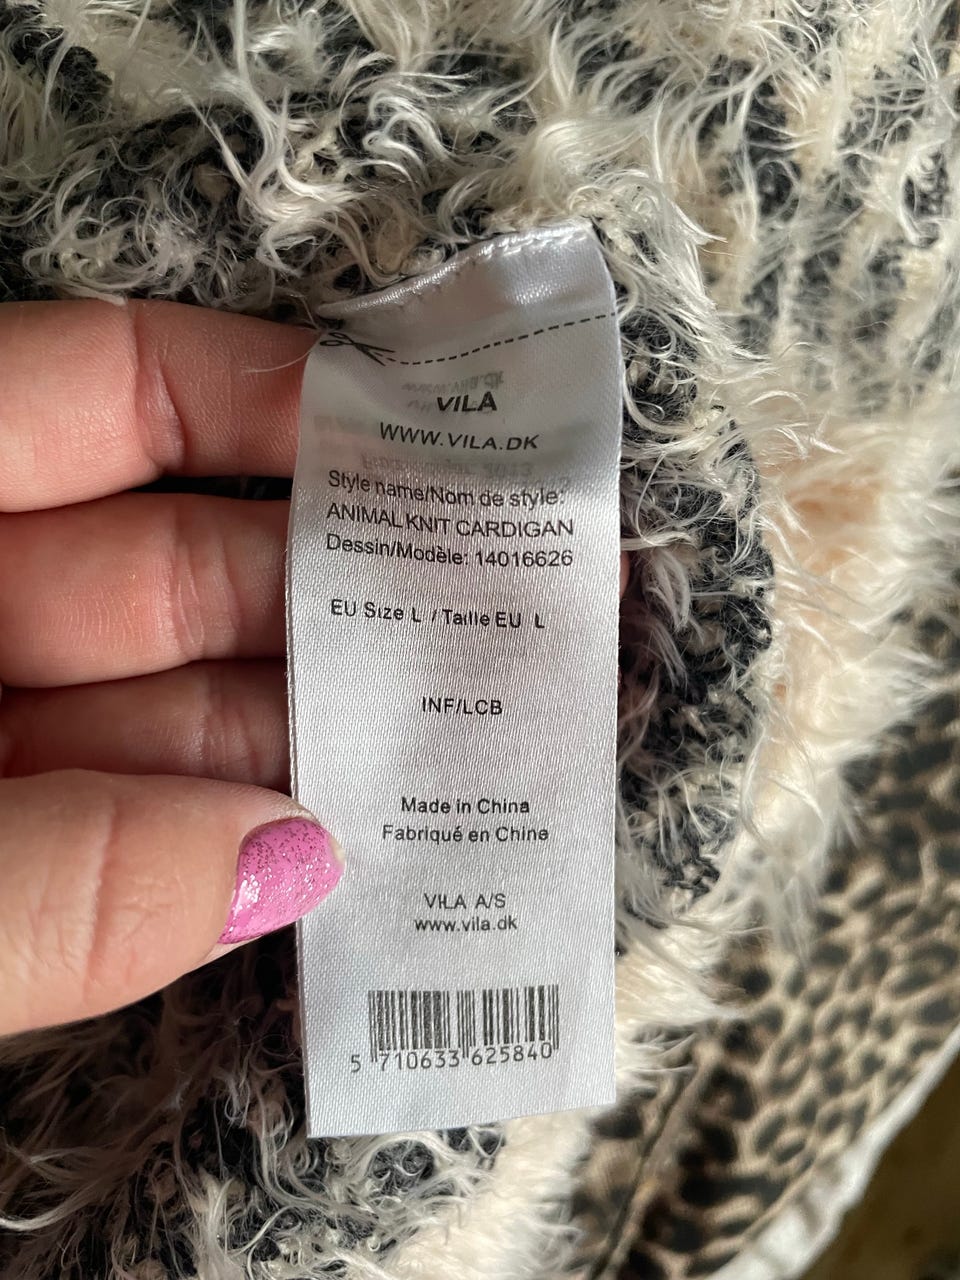 VILA
WWW.VILA.DK
Style name/Nom de style:
ANIMAL KNIT CARDIGAN
Dessin/Modèle: 14016626
EU Size L / Taille EU L
INF/LCB
Made in China
Fabriqué en Chine
VILA A/S
www.vila.dk
5 710633 625840